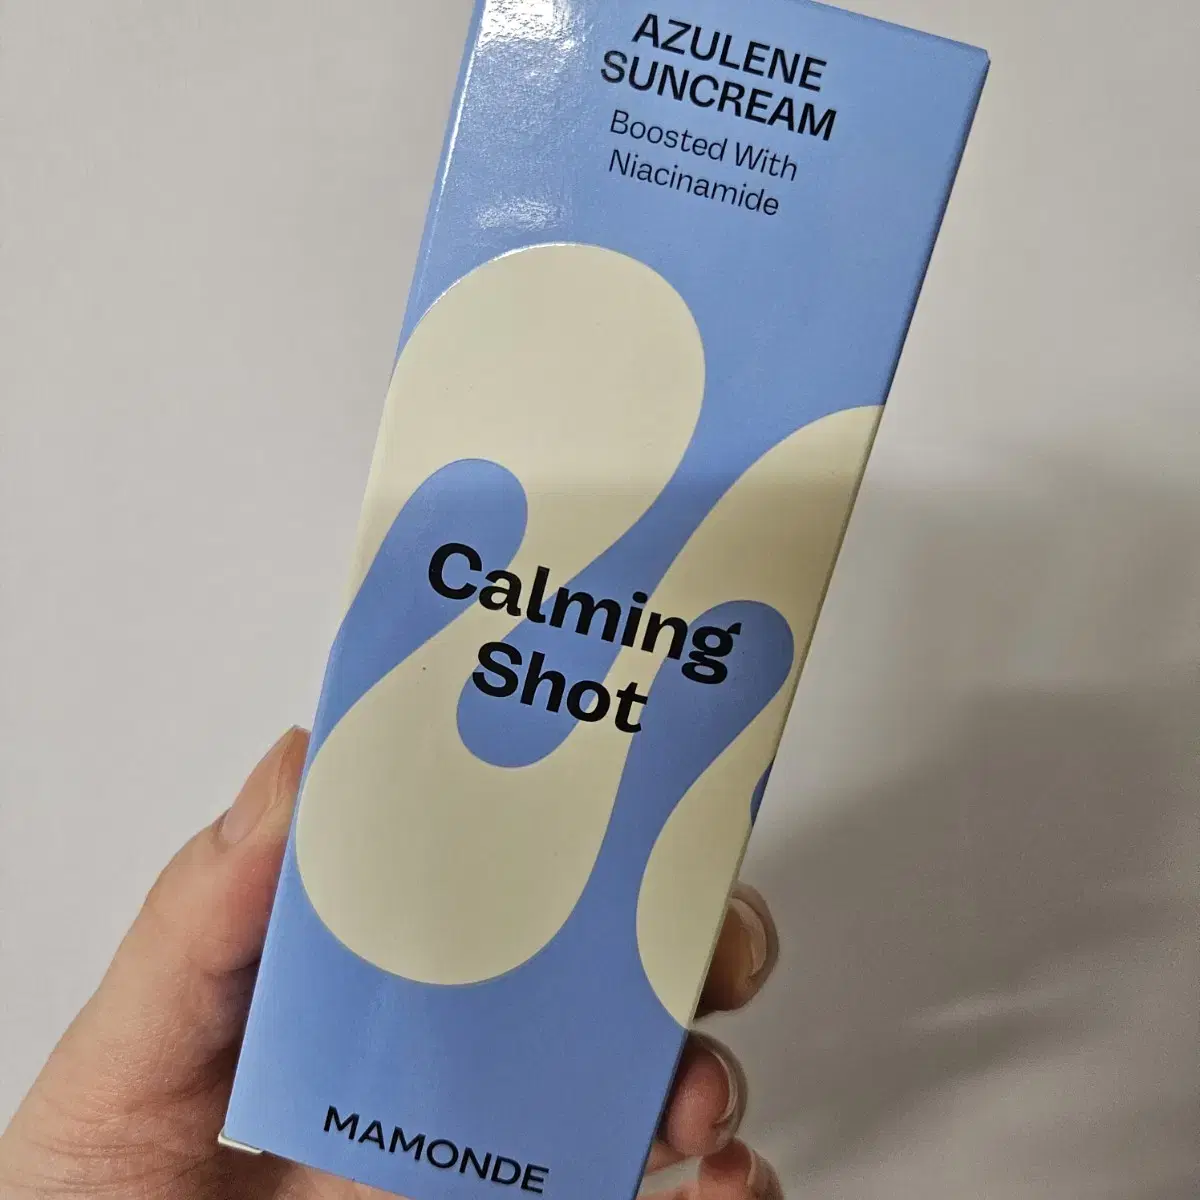 AZULENE
SUNCREAM
Boosted With
Niacinamide
Calming
Shot
MAMONDE